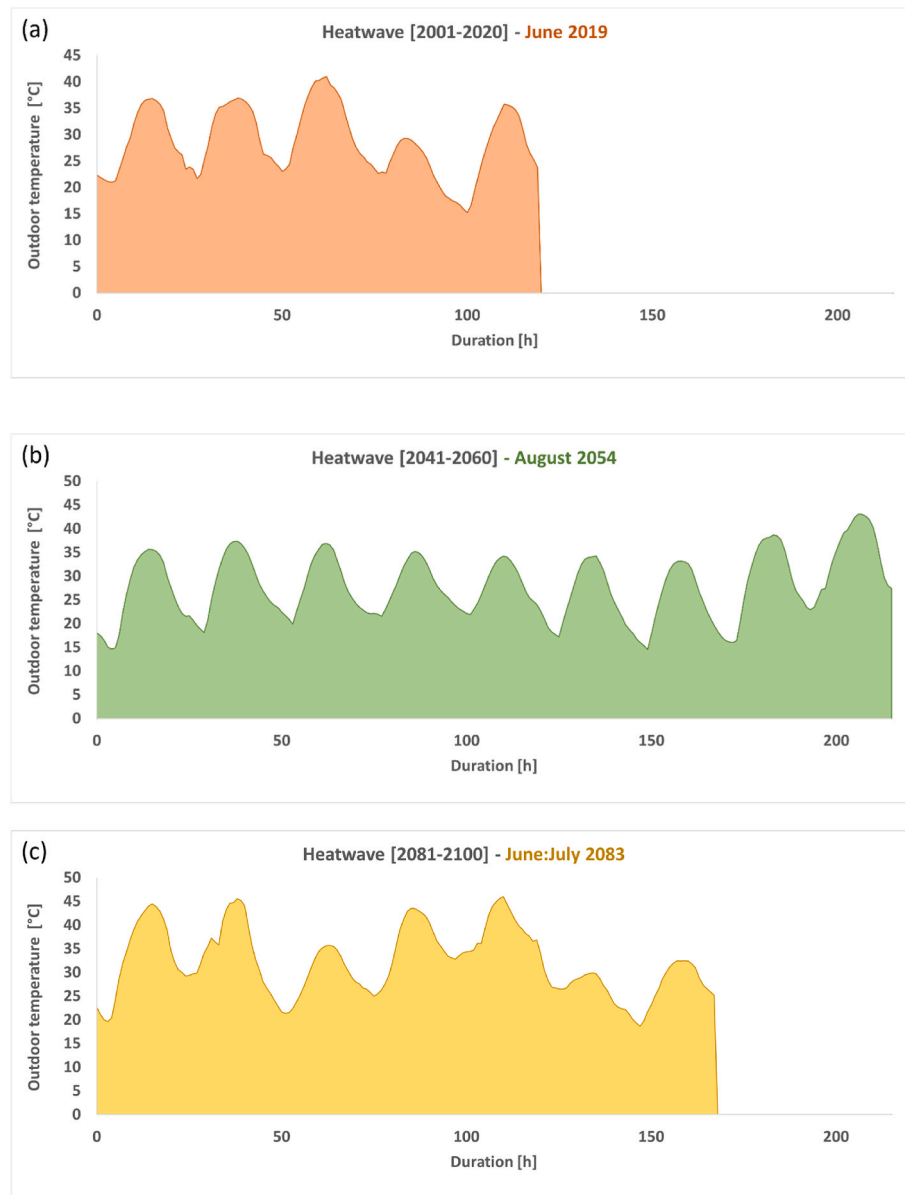 (a)
Heatwave [2001-2020] - June 2019
Outdoor temperature [°C]
45
40
35
30
25
20
15
10
5
0
0 50 100 150 200
Duration [h]
(b)
Heatwave [2041-2060] - August 2054
Outdoor temperature [°C]
50
45
40
35
30
25
20
15
10
5
0
0 50 100 150 200
Duration [h]
(c)
Heatwave [2081-2100] - June:July 2083
Outdoor temperature [°C]
50
45
40
35
30
25
20
15
10
5
0
0 50 100 150 200
Duration [h]